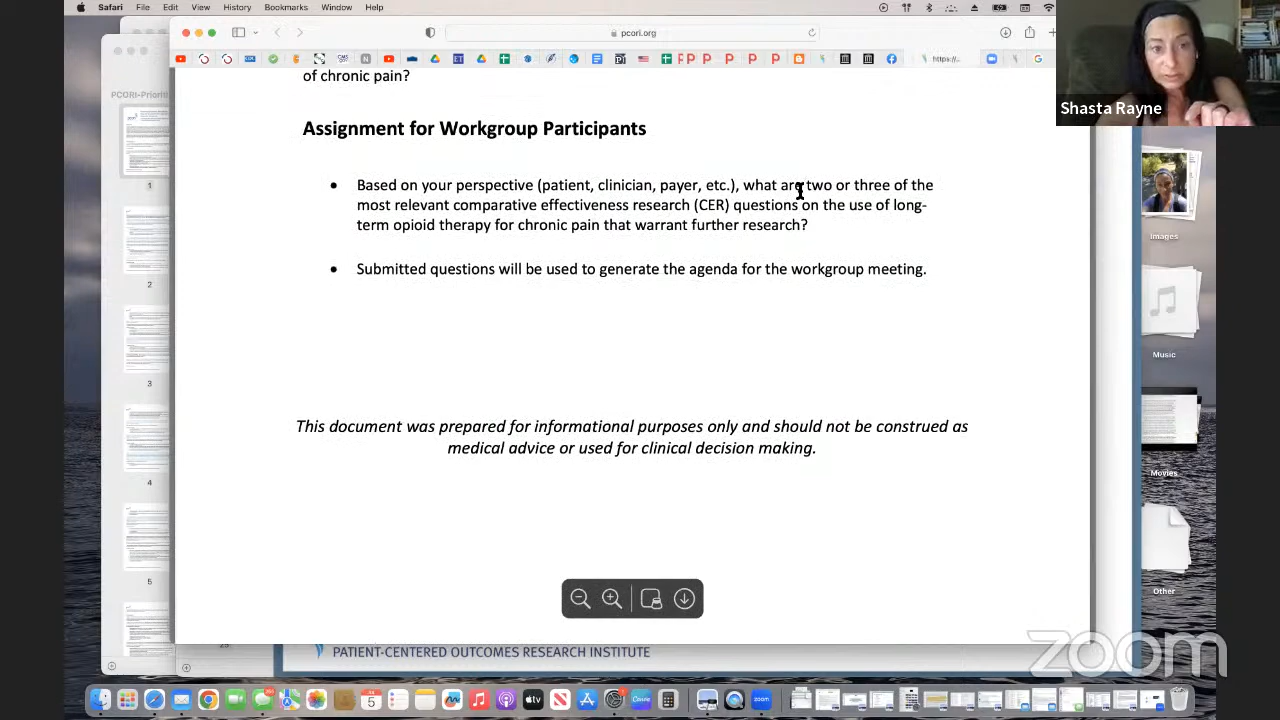 Safari File Edit View History Bookmarks Window Help
pcori.org
https://...
Shasta Rayne
PCORI-Prioriti
of chronic pain?
Assignment for Workgroup Participants
• Based on your perspective (patient, clinician, payer, etc.), what are two or three of the
most relevant comparative effectiveness research (CER) questions on the use of long-
term opioid therapy for chronic pain that warrant further research?
• Submitted questions will be used to generate the agenda for the workgroup meeting.
This document was prepared for informational purposes only and should not be construed as
medical advice or used for clinical decision making.
1
2
3
4
5
Images
Music
Movies
Other
PATIENT-CENTERED OUTCOMES RESEARCH INSTITUTE
zoom
tv
zoom